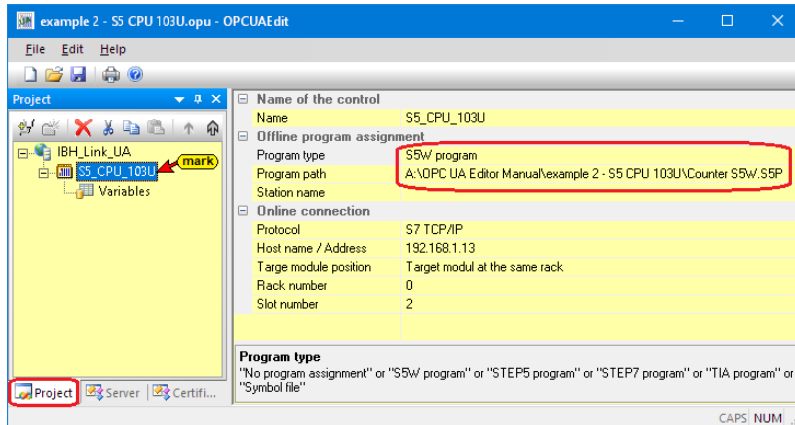 example 2 - S5 CPU 103U.opu - OPCUAEdit
File Edit Help
Project
IBH_Link_UA
S5_CPU_103U
mark
Variables
Name of the control
Name S5_CPU_103U
Offline program assignment
Program type S5W program
Program path A:\OPC UA Editor Manual\example 2 - S5 CPU 103U\Counter S5W.S5P
Station name
Online connection
Protocol S7 TCP/IP
Host name / Address 192.168.1.13
Targe module position Target modul at the same rack
Rack number 0
Slot number 2
Program type
"No program assignment" or "S5W program" or "STEP5 program" or "STEP7 program" or "TIA program" or
"Symbol file"
Project Server Certifi...
CAPS NUM